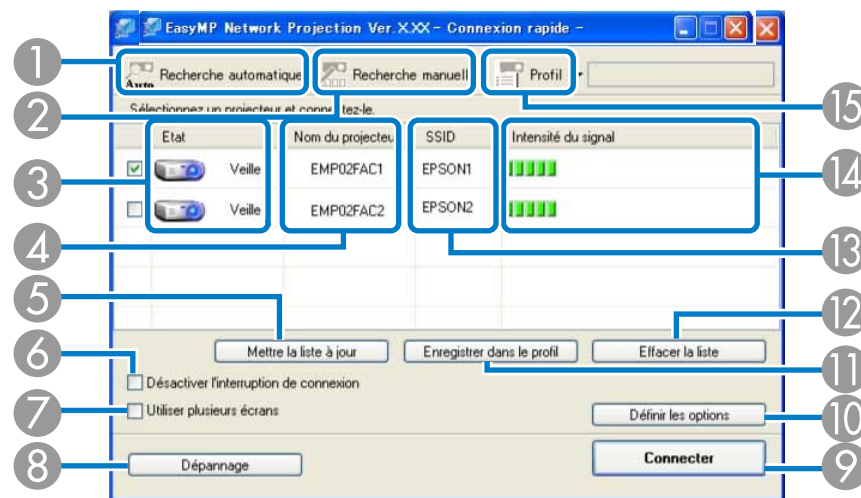 EasyMP Network Projection Ver.X.XX - Connexion rapide -
1 Auto Recherche automatique Recherche manuell Profil
2 Sélectionnez un projecteur et connectez-le. 15
Etat Nom du projecteu SSID Intensité du signal
3 Veille EMP02FAC1 EPSON1 14
4 Veille EMP02FAC2 EPSON2 13
5 12
Mettre la liste à jour Enregistrer dans le profil Effacer la liste
6 Désactiver l'interruption de connexion 11
7 Utiliser plusieurs écrans Définir les options 10
8 Dépannage Connecter 9